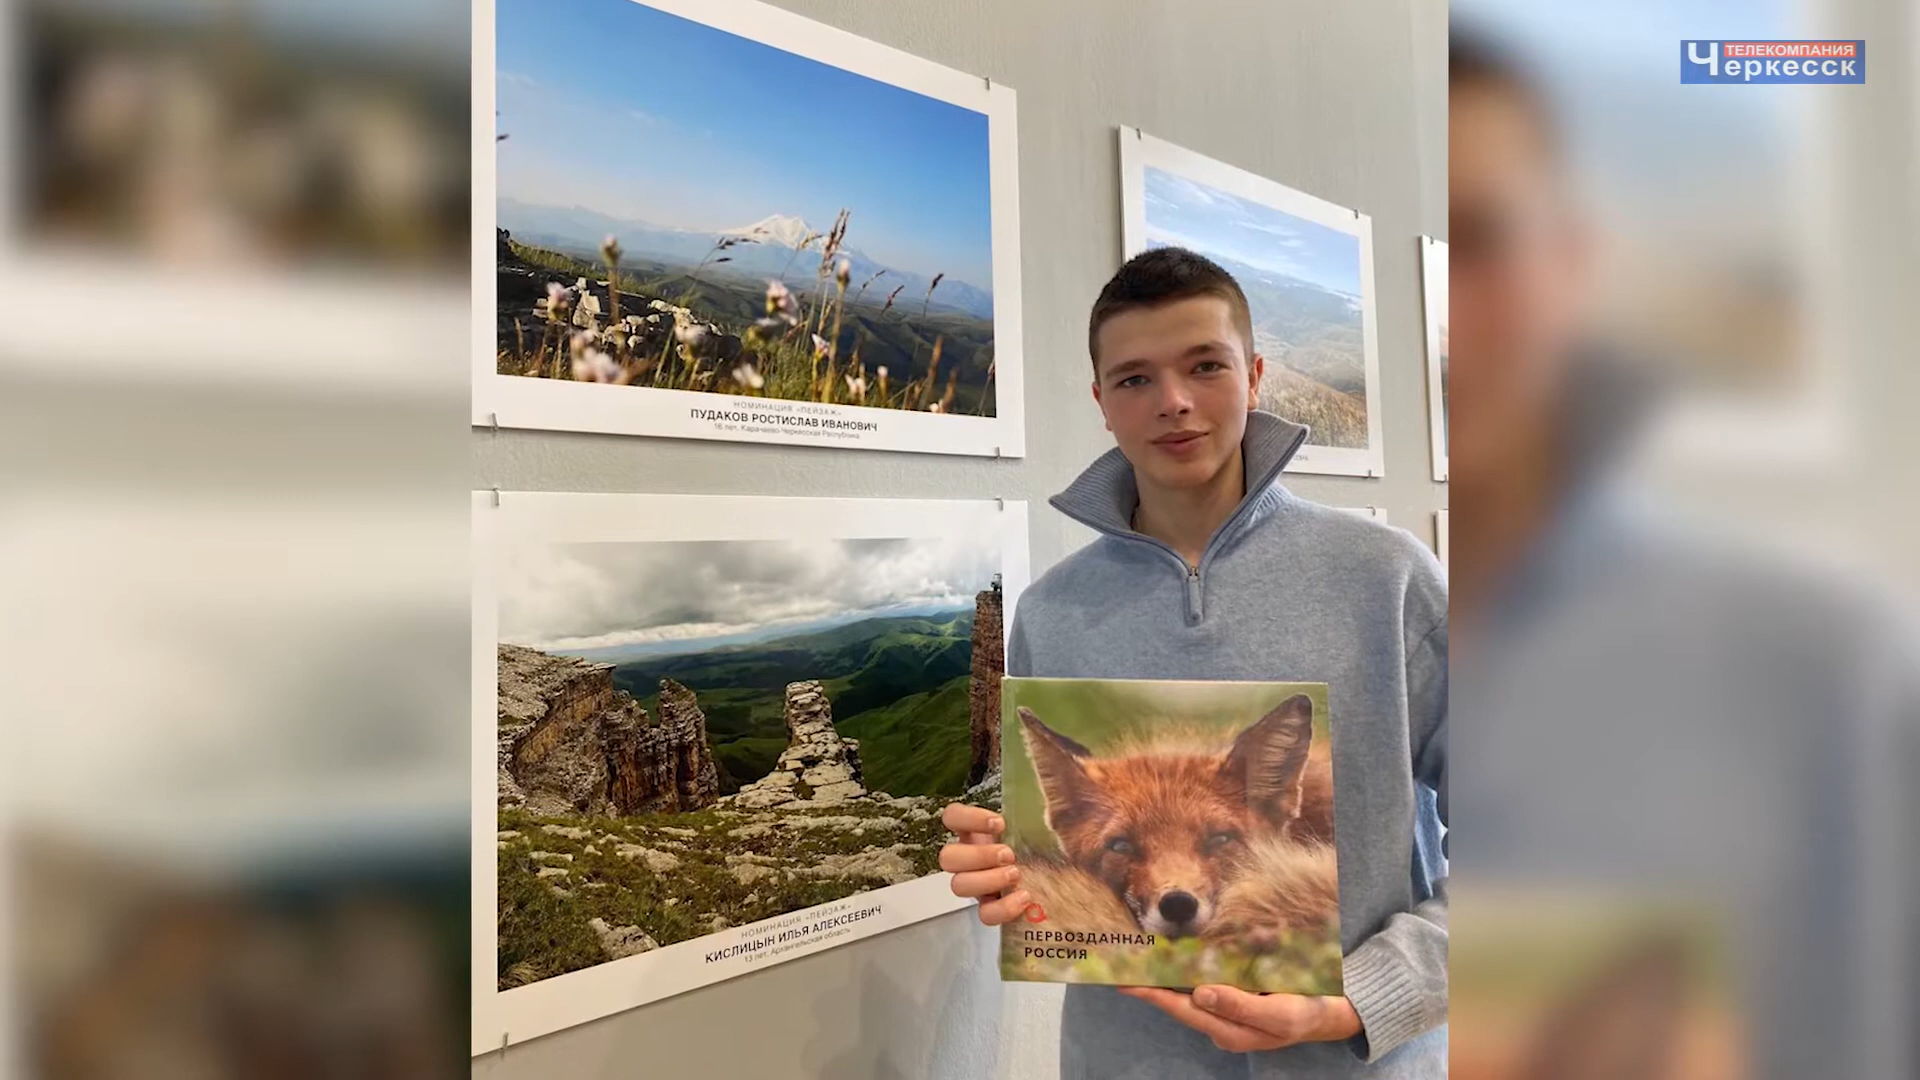 ТЕЛЕКОМПАНИЯ
Черкесск
НОМИНАЦИЯ «ПЕЙЗАЖ»
ПУДАКОВ РОСТИСЛАВ ИВАНОВИЧ
16 лет, Карачаево-Черкесская Республика
НОМИНАЦИЯ «ПЕЙЗАЖ»
КИСЛИЦЫН ИЛЬЯ АЛЕКСЕЕВИЧ
13 лет, Архангельская область
ПЕРВОЗДАННАЯ
РОССИЯ